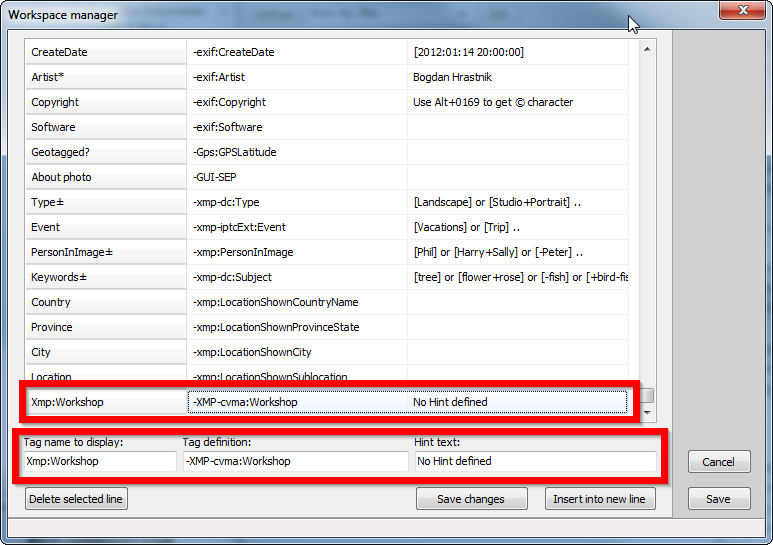 Workspace manager
CreateDate -exif:CreateDate [2012:01:14 20:00:00]
Artist* -exif:Artist Bogdan Hrastnik
Copyright -exif:Copyright Use Alt+0169 to get © character
Software -exif:Software
Geotagged? -Gps:GPSLatitude
About photo -GUI-SEP
Type± -xmp-dc:Type [Landscape] or [Studio+Portrait] ..
Event -xmp-iptcExt:Event [Vacations] or [Trip] ..
PersonInImage± -xmp:PersonInImage [Phil] or [Harry+Sally] or [-Peter] ..
Keywords± -xmp-dc:Subject [tree] or [flower+rose] or [-fish] or [+bird-fis
Country -xmp:LocationShownCountryName
Province -xmp:LocationShownProvinceState
City -xmp:LocationShownCity
Location -xmp:LocationShownSublocation
Xmp:Workshop -XMP-cvma:Workshop No Hint defined
Tag name to display: Tag definition: Hint text:
Xmp:Workshop -XMP-cvma:Workshop No Hint defined
Cancel
Delete selected line Save changes Insert into new line Save